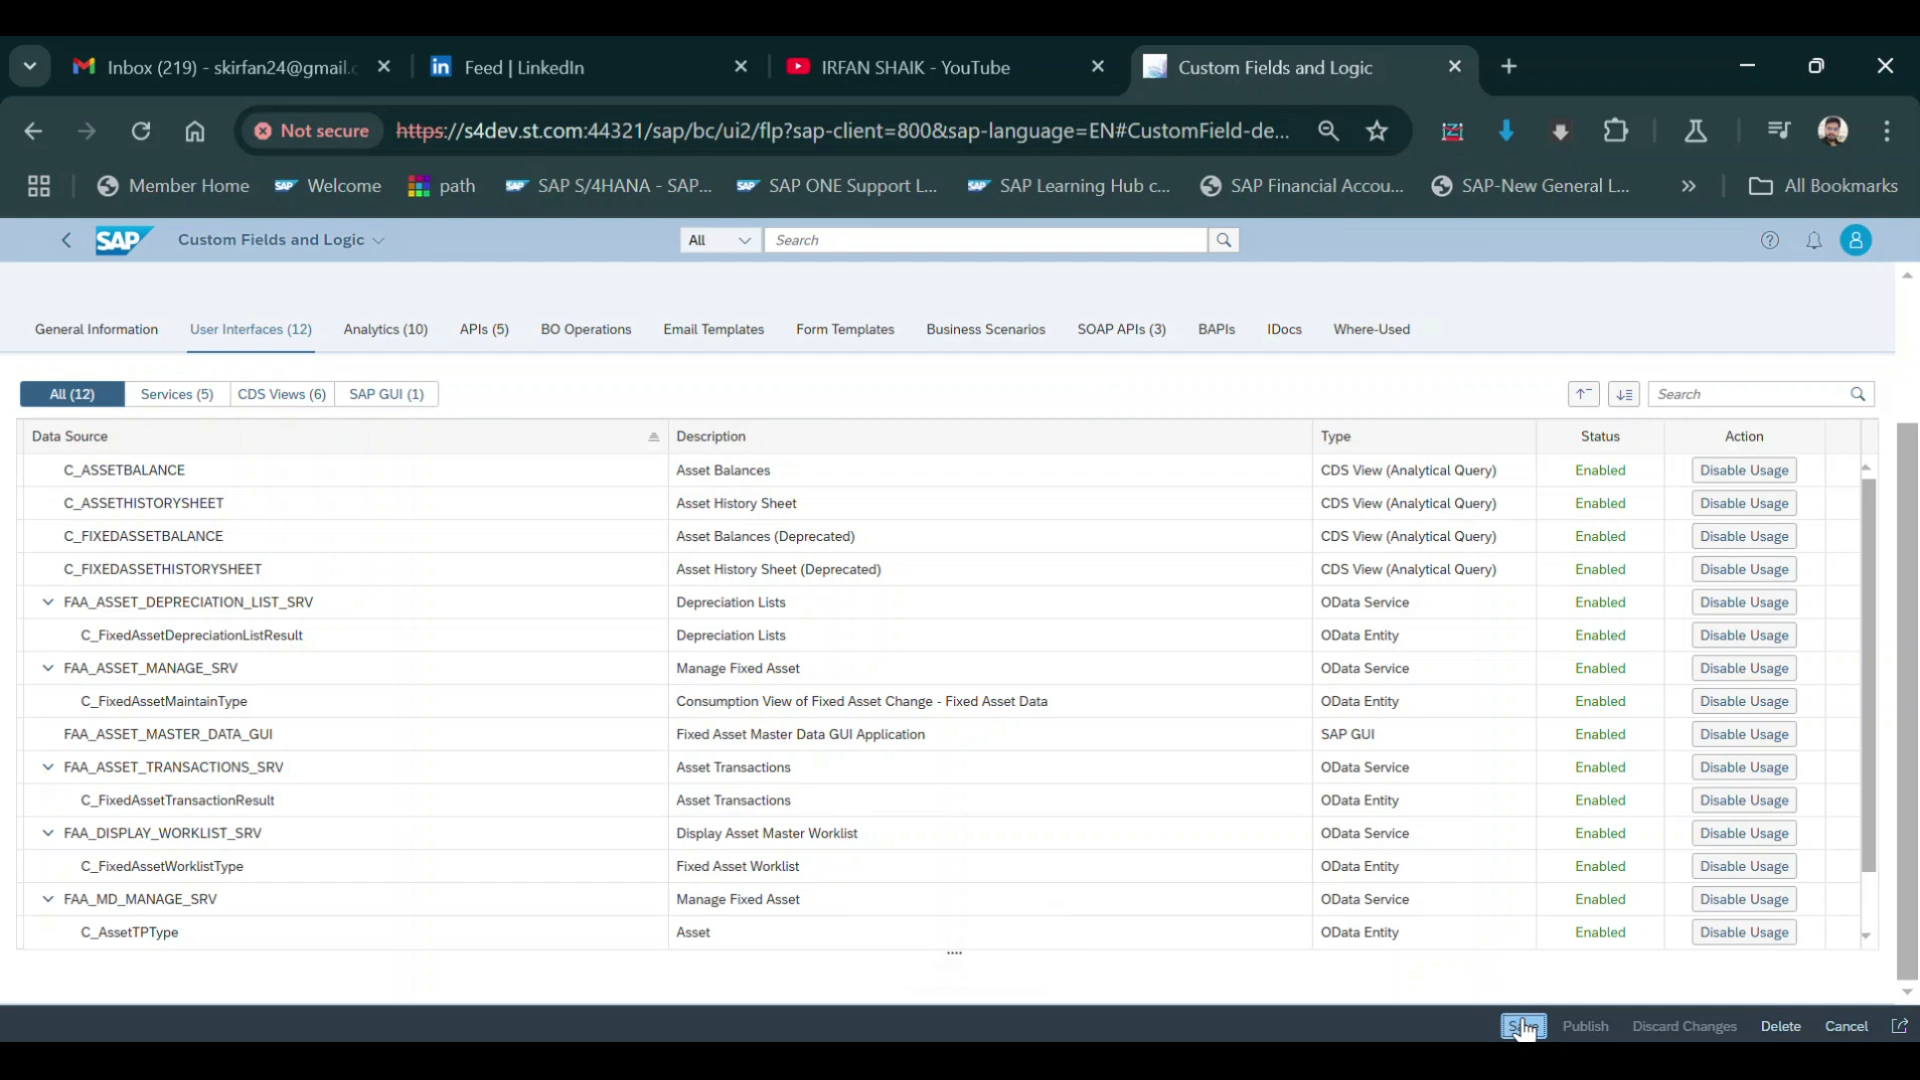 Inbox (219) - skirfan24@gmail.c
Feed | LinkedIn
IRFAN SHAIK - YouTube
Custom Fields and Logic
Not secure
https://s4dev.st.com:44321/sap/bc/ui2/flp?sap-client=800&sap-language=EN#CustomField-de...
Member Home
SAP Welcome
path
SAP SAP S/4HANA - SAP...
SAP SAP ONE Support L...
SAP SAP Learning Hub c...
SAP Financial Accou...
SAP-New General L...
»
All Bookmarks
SAP
Custom Fields and Logic
All
Search
General Information
User Interfaces (12)
Analytics (10)
APIs (5)
BO Operations
Email Templates
Form Templates
Business Scenarios
SOAP APIs (3)
BAPIs
IDocs
Where-Used
All (12)
Services (5)
CDS Views (6)
SAP GUI (1)
Search
Data Source Description Type Status Action
C_ASSETBALANCE Asset Balances CDS View (Analytical Query) Enabled Disable Usage
C_ASSETHISTORYSHEET Asset History Sheet CDS View (Analytical Query) Enabled Disable Usage
C_FIXEDASSETBALANCE Asset Balances (Deprecated) CDS View (Analytical Query) Enabled Disable Usage
C_FIXEDASSETHISTORYSHEET Asset History Sheet (Deprecated) CDS View (Analytical Query) Enabled Disable Usage
FAA_ASSET_DEPRECIATION_LIST_SRV Depreciation Lists OData Service Enabled Disable Usage
C_FixedAssetDepreciationListResult Depreciation Lists OData Entity Enabled Disable Usage
FAA_ASSET_MANAGE_SRV Manage Fixed Asset OData Service Enabled Disable Usage
C_FixedAssetMaintainType Consumption View of Fixed Asset Change - Fixed Asset Data OData Entity Enabled Disable Usage
FAA_ASSET_MASTER_DATA_GUI Fixed Asset Master Data GUI Application SAP GUI Enabled Disable Usage
FAA_ASSET_TRANSACTIONS_SRV Asset Transactions OData Service Enabled Disable Usage
C_FixedAssetTransactionResult Asset Transactions OData Entity Enabled Disable Usage
FAA_DISPLAY_WORKLIST_SRV Display Asset Master Worklist OData Service Enabled Disable Usage
C_FixedAssetWorklistType Fixed Asset Worklist OData Entity Enabled Disable Usage
FAA_MD_MANAGE_SRV Manage Fixed Asset OData Service Enabled Disable Usage
C_AssetTPType Asset OData Entity Enabled Disable Usage
Save
Publish
Discard Changes
Delete
Cancel